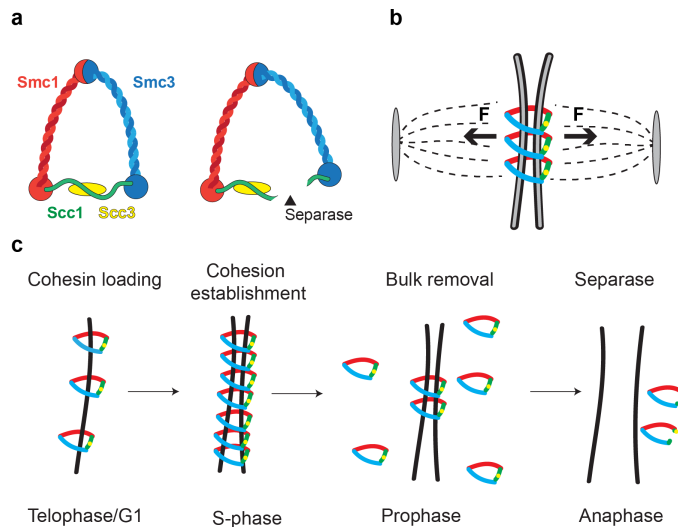 a
Smc1
Smc3
Scc1
Scc3
Separase
b
F
F
c
Cohesin loading
Cohesion
establishment
Bulk removal
Separase
Telophase/G1
S-phase
Prophase
Anaphase